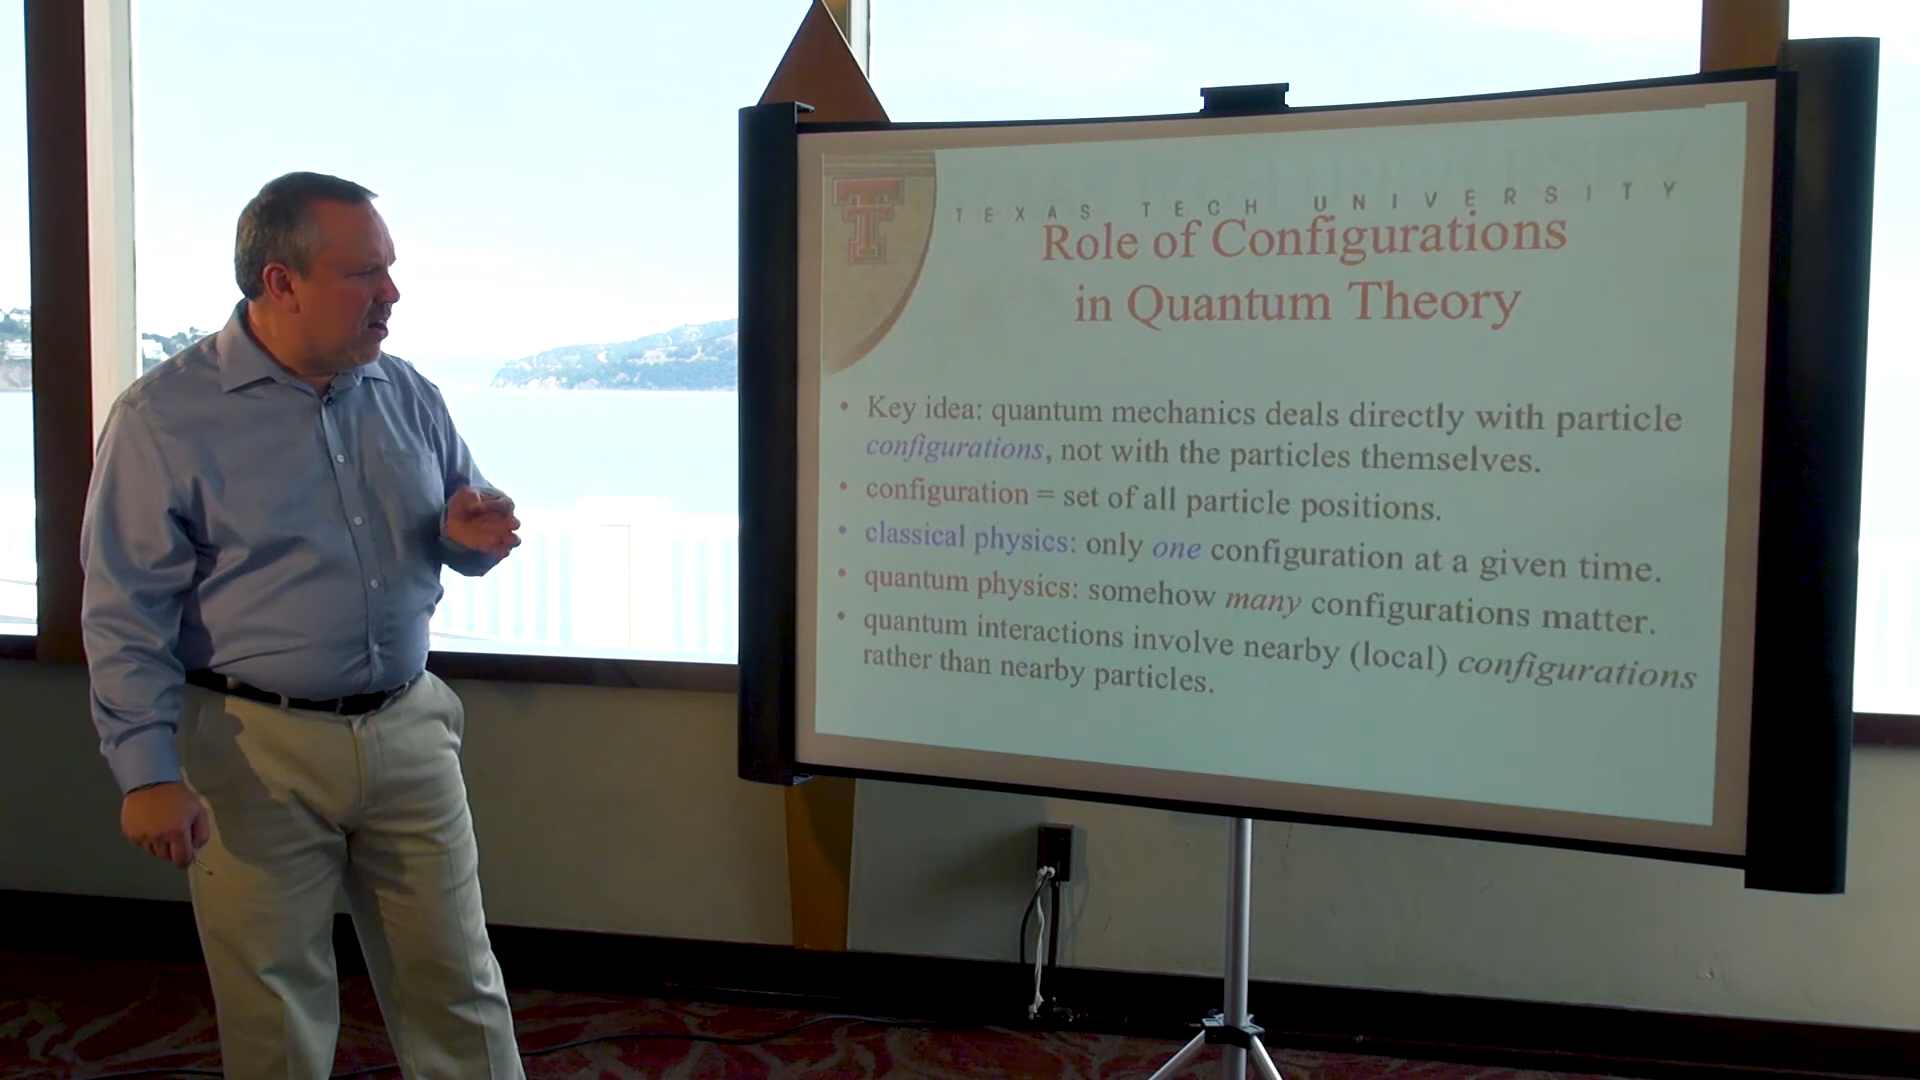 TEXAS TECH UNIVERSITY
Role of Configurations
in Quantum Theory
• Key idea: quantum mechanics deals directly with particle
configurations, not with the particles themselves.
• configuration = set of all particle positions.
• classical physics: only one configuration at a given time.
• quantum physics: somehow many configurations matter.
• quantum interactions involve nearby (local) configurations
rather than nearby particles.